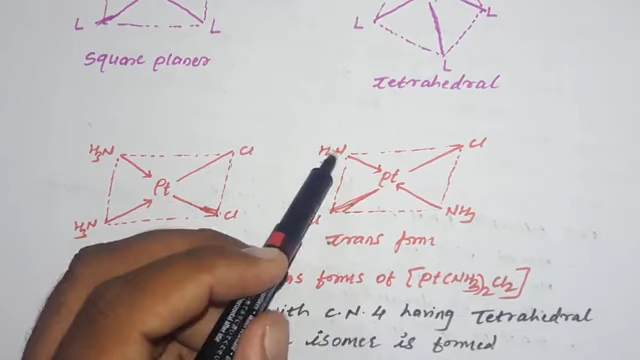 L L L L
L
Square planer Tetrahedral
H3N Cl H3N Cl
Pt Pt
H3N Cl NH3
trans form
ns forms of [Pt(NH3)2Cl2]
with C.N. 4 having Tetrahedral
isomer is formed